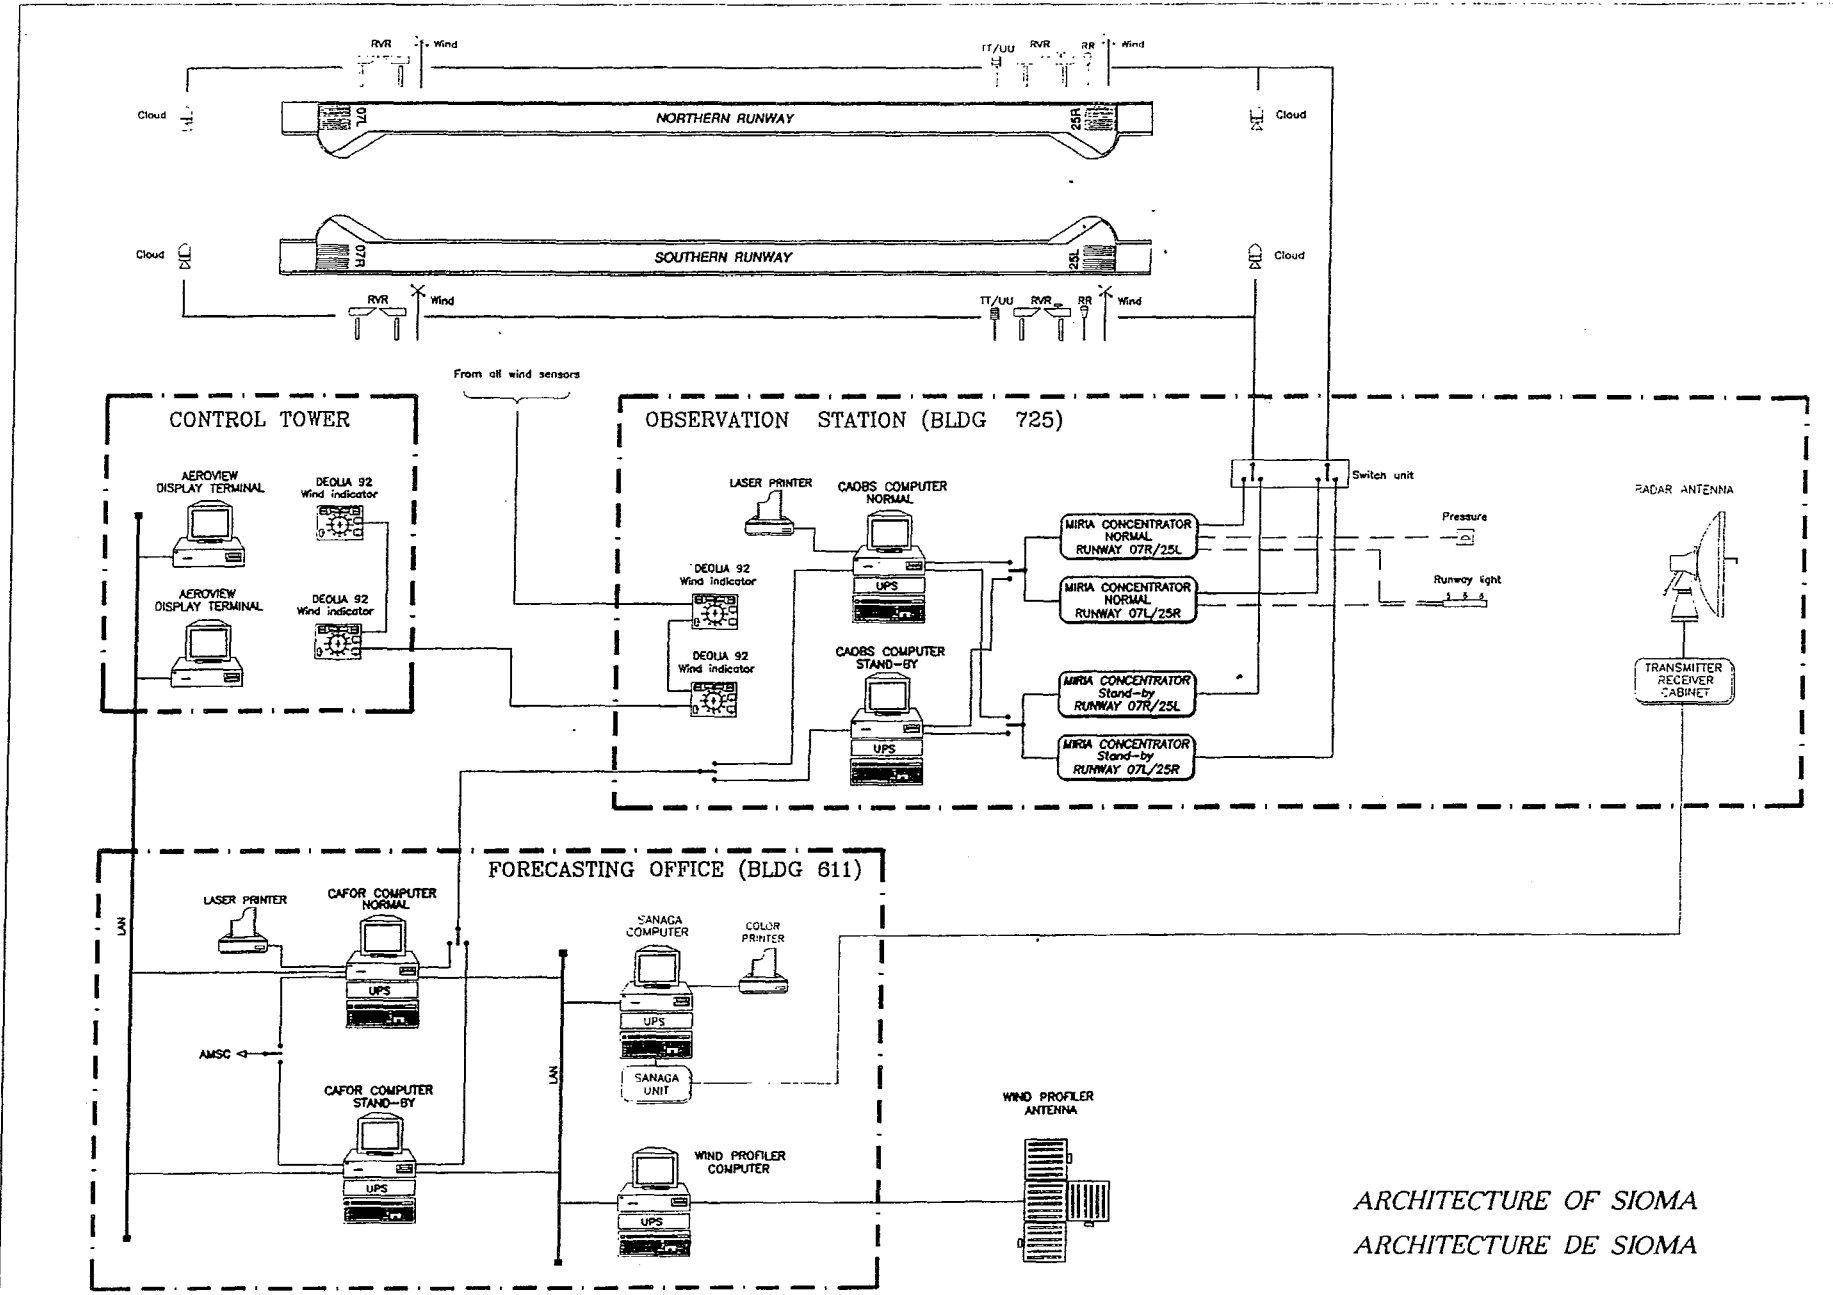 RVR
Wind
TT/UU
RVR
RR
Wind
Cloud
07L
NORTHERN RUNWAY
25R
Cloud
Cloud
07R
SOUTHERN RUNWAY
25L
Cloud
RVR
Wind
TT/UU
RVR
RR
Wind
From all wind sensors
CONTROL TOWER
AEROVIEW
DISPLAY TERMINAL
DEOLIA 92
Wind indicator
AEROVIEW
DISPLAY TERMINAL
DEOLIA 92
Wind indicator
OBSERVATION STATION (BLDG 725)
Switch unit
LASER PRINTER
CAOBS COMPUTER
NORMAL
UPS
DEOLIA 92
Wind indicator
DEOLIA 92
Wind indicator
CAOBS COMPUTER
STAND-BY
UPS
MIRIA CONCENTRATOR
NORMAL
RUNWAY 07R/25L
MIRIA CONCENTRATOR
NORMAL
RUNWAY 07L/25R
MIRIA CONCENTRATOR
Stand-by
RUNWAY 07R/25L
MIRIA CONCENTRATOR
Stand-by
RUNWAY 07L/25R
Pressure
Runway light
RADAR ANTENNA
TRANSMITTER
RECEIVER
CABINET
FORECASTING OFFICE (BLDG 611)
LAN
LASER PRINTER
CAFOR COMPUTER
NORMAL
UPS
AMSC
CAFOR COMPUTER
STAND-BY
UPS
LAN
SANAGA
COMPUTER
COLOR
PRINTER
UPS
SANAGA
UNIT
WIND PROFILER
COMPUTER
UPS
WIND PROFILER
ANTENNA
ARCHITECTURE OF SIOMA
ARCHITECTURE DE SIOMA